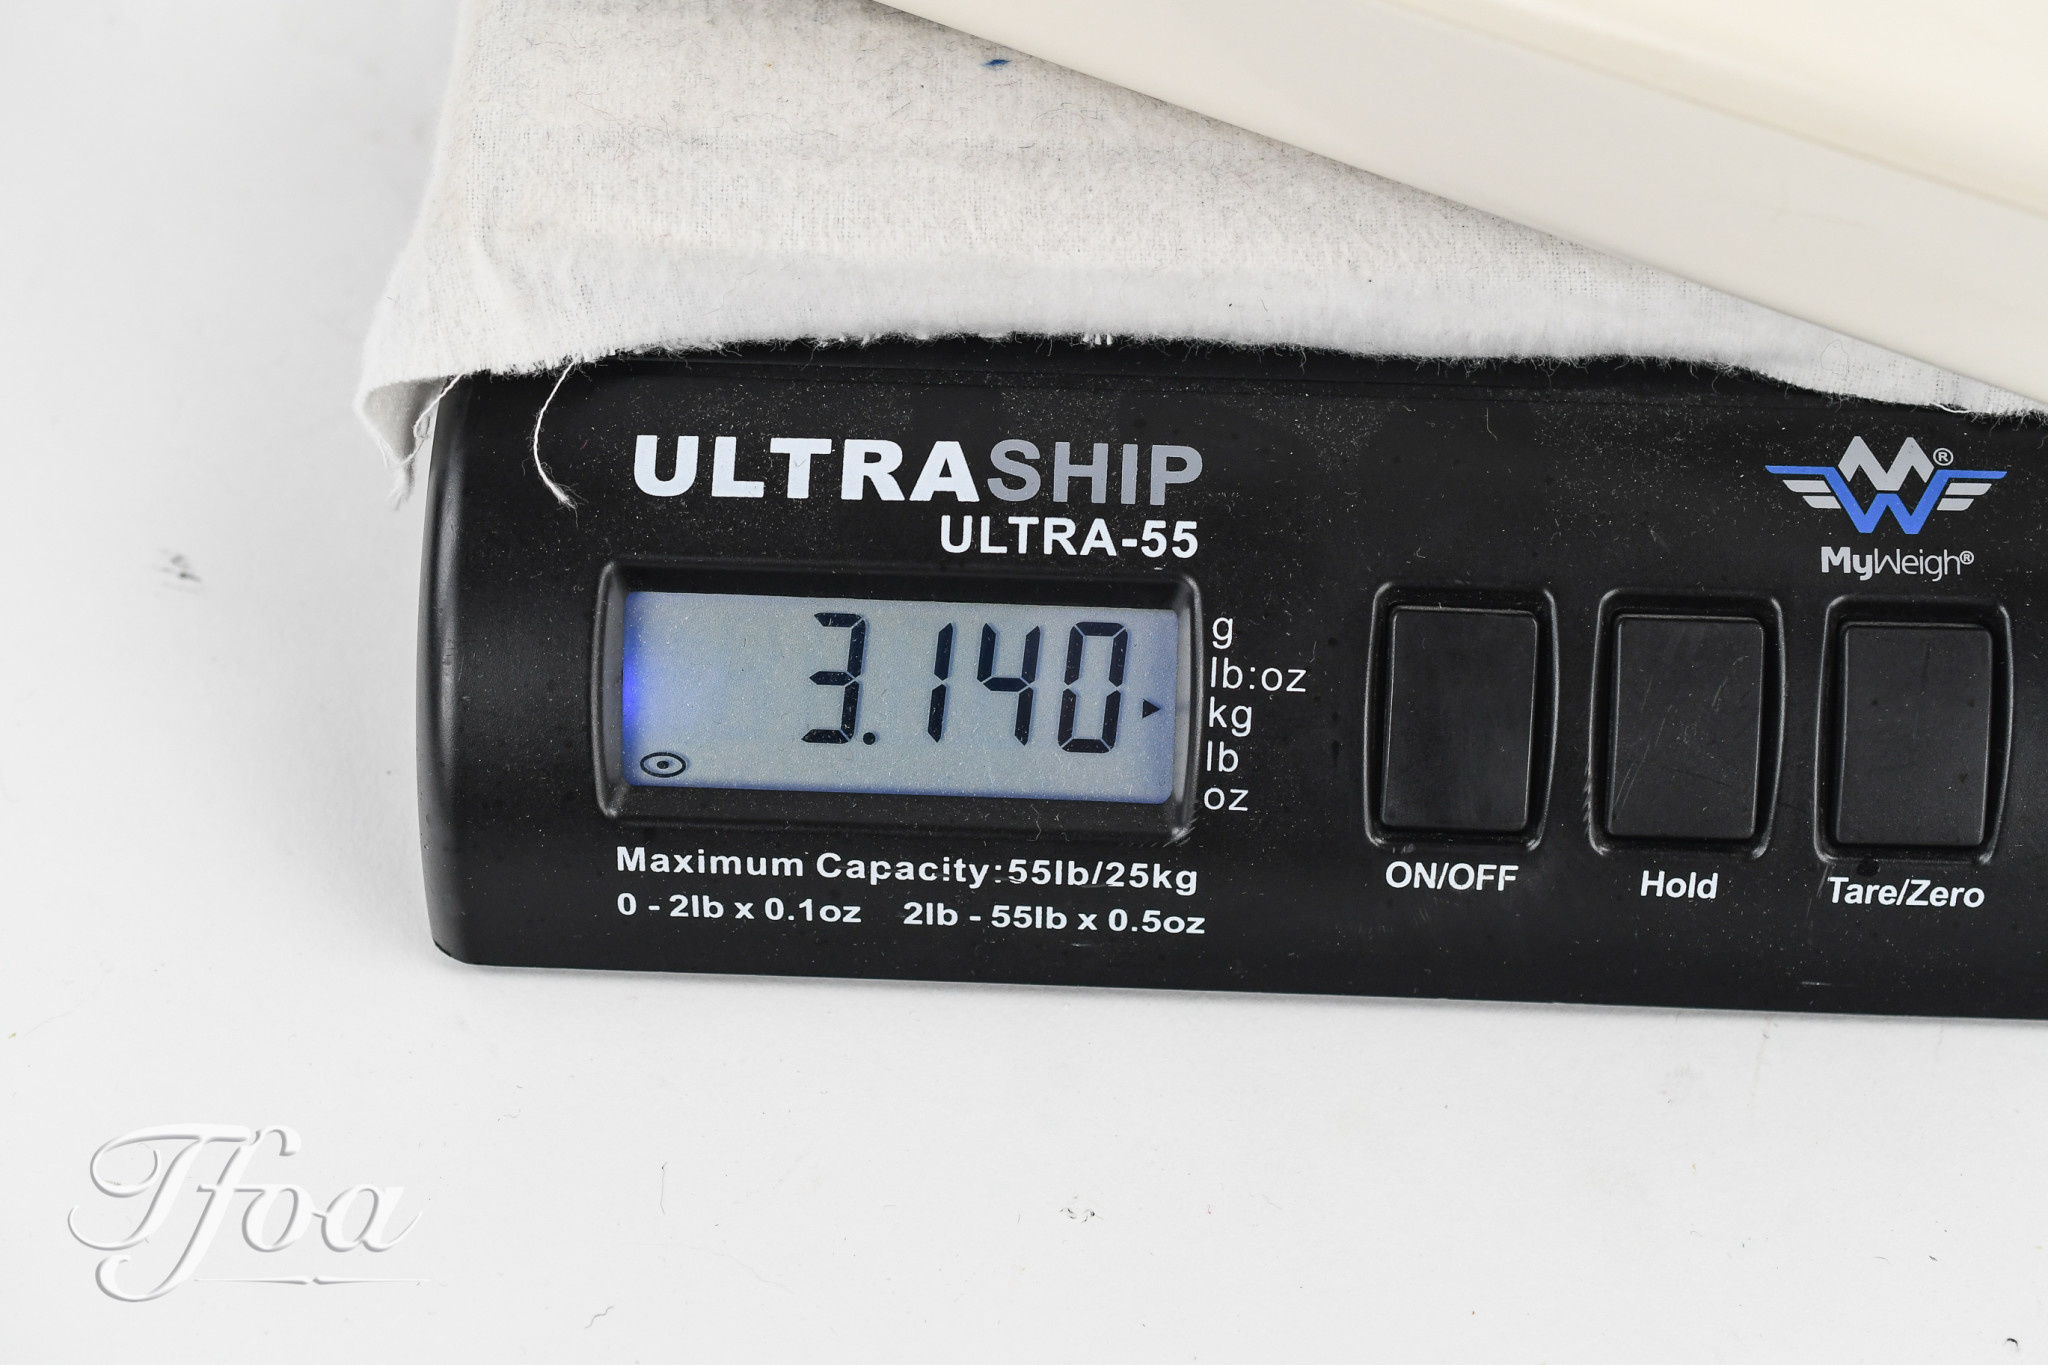 ULTRASHIP
ULTRA-55
MW®
MyWeigh®
3.140
g
lb:oz
kg
lb
oz
Maximum Capacity:55lb/25kg
0 - 2lb x 0.1oz 2lb - 55lb x 0.5oz
ON/OFF
Hold
Tare/Zero
Tfoa